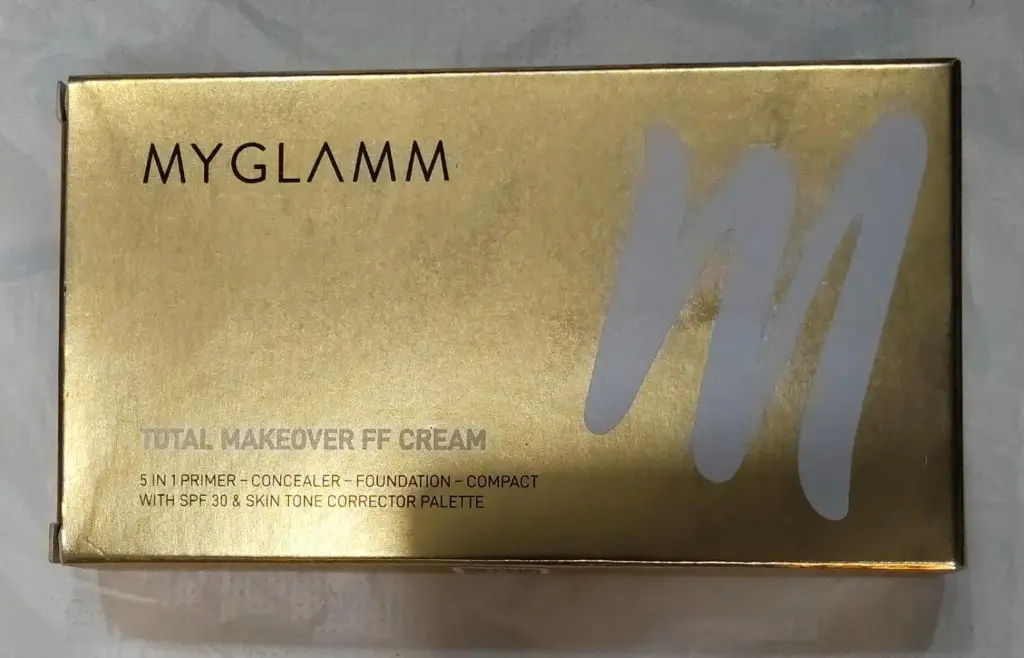 MYGLAMM
TOTAL MAKEOVER FF CREAM
5 IN 1 PRIMER – CONCEALER – FOUNDATION – COMPACT
WITH SPF 30 & SKIN TONE CORRECTOR PALETTE